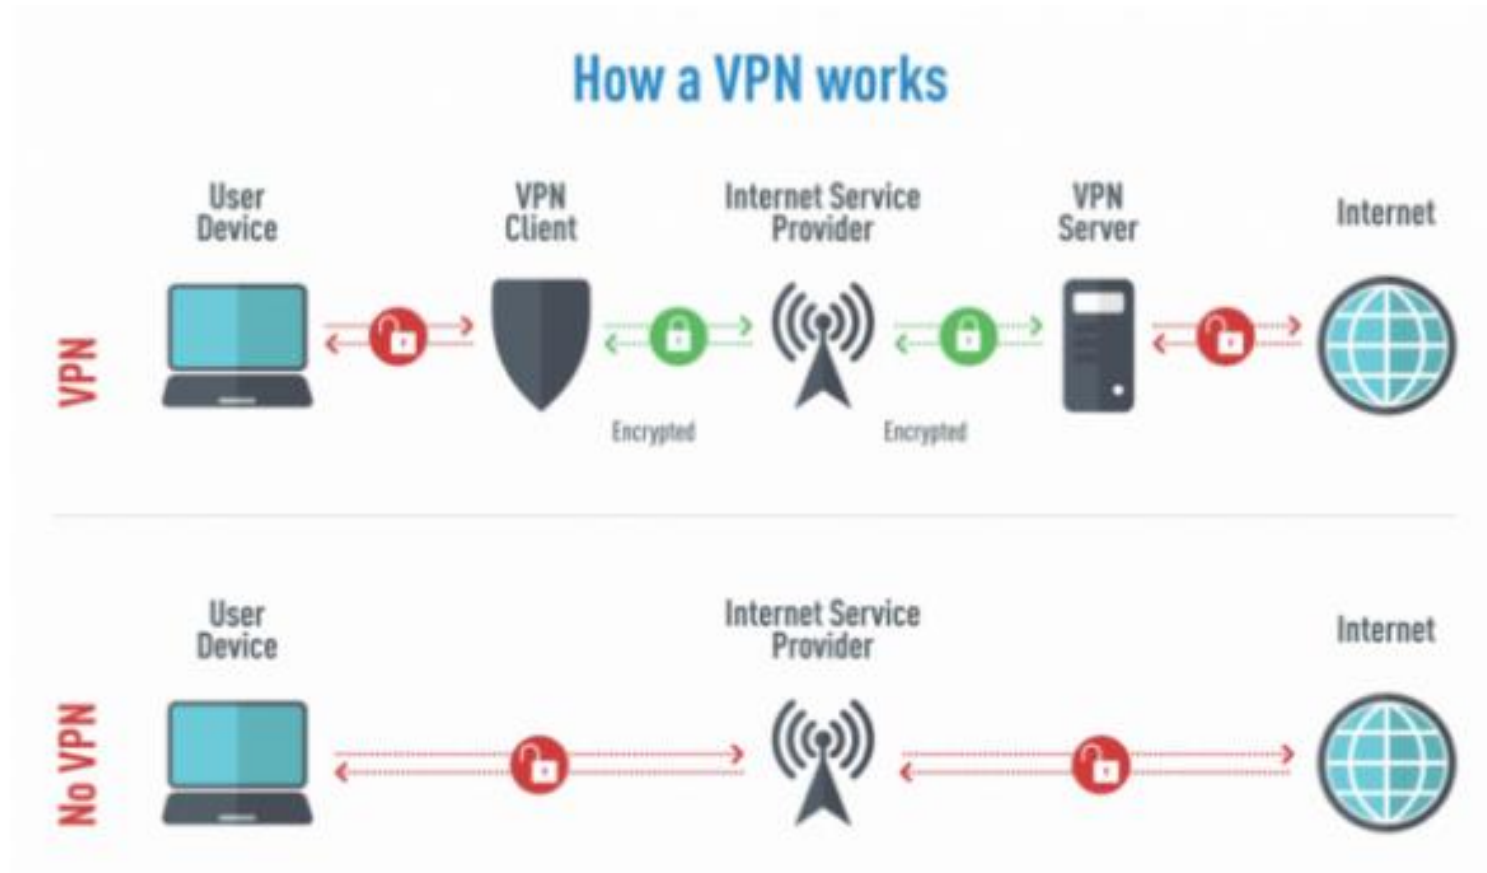 How a VPN works
User
Device
VPN
Client
Internet Service
Provider
VPN
Server
Internet
VPN
Encrypted
Encrypted
User
Device
Internet Service
Provider
Internet
No VPN